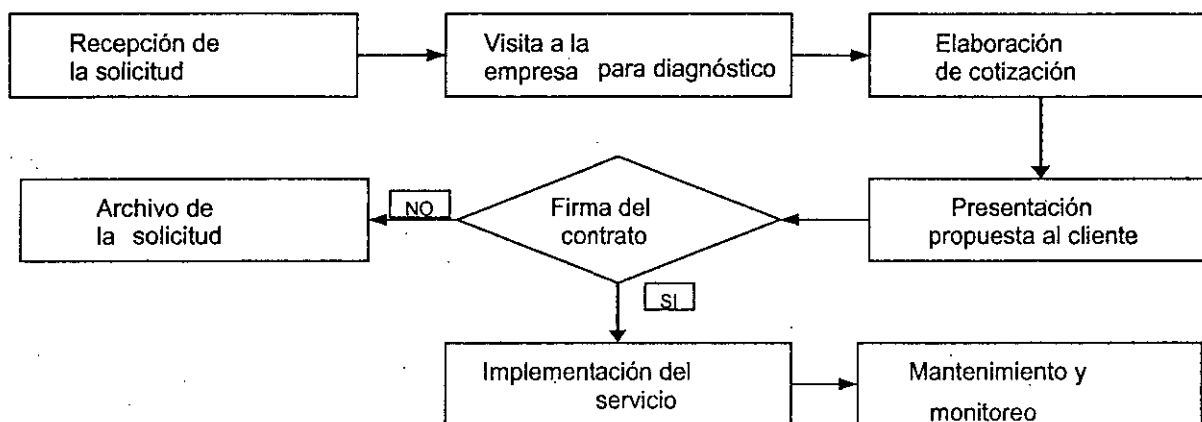 Recepción de
la solicitud
Visita a la
empresa para diagnóstico
Elaboración
de cotización
Archivo de
la solicitud
NO
Firma del
contrato
Presentación
propuesta al cliente
SI
Implementación del
servicio
Mantenimiento y
monitoreo